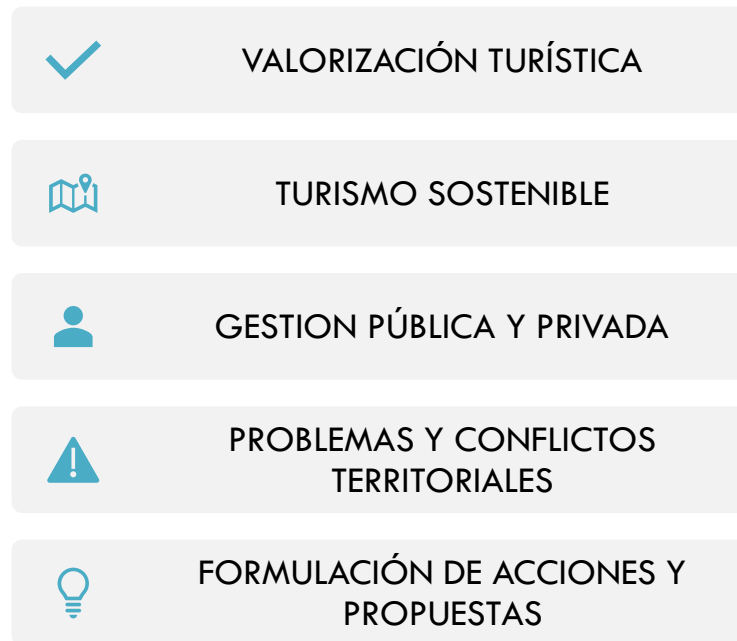 VALORIZACIÓN TURÍSTICA
TURISMO SOSTENIBLE
GESTION PÚBLICA Y PRIVADA
PROBLEMAS Y CONFLICTOS
TERRITORIALES
FORMULACIÓN DE ACCIONES Y
PROPUESTAS